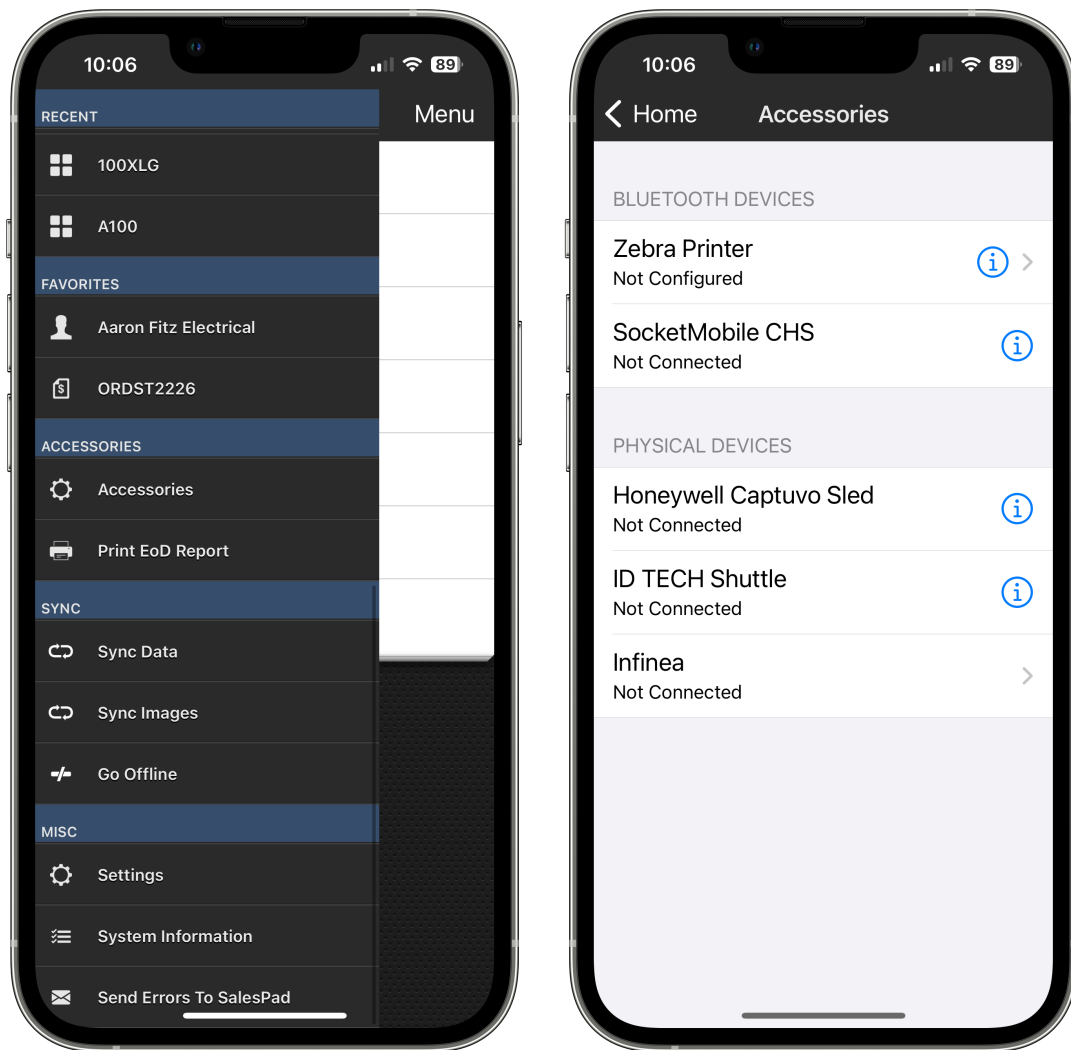 10:06
89
Menu
RECENT
100XLG
A100
FAVORITES
Aaron Fitz Electrical
ORDST2226
ACCESSORIES
Accessories
Print EoD Report
SYNC
Sync Data
Sync Images
Go Offline
MISC
Settings
System Information
Send Errors To SalesPad
10:06
89
Home
Accessories
BLUETOOTH DEVICES
Zebra Printer
Not Configured
SocketMobile CHS
Not Connected
PHYSICAL DEVICES
Honeywell Captuvo Sled
Not Connected
ID TECH Shuttle
Not Connected
Infinea
Not Connected